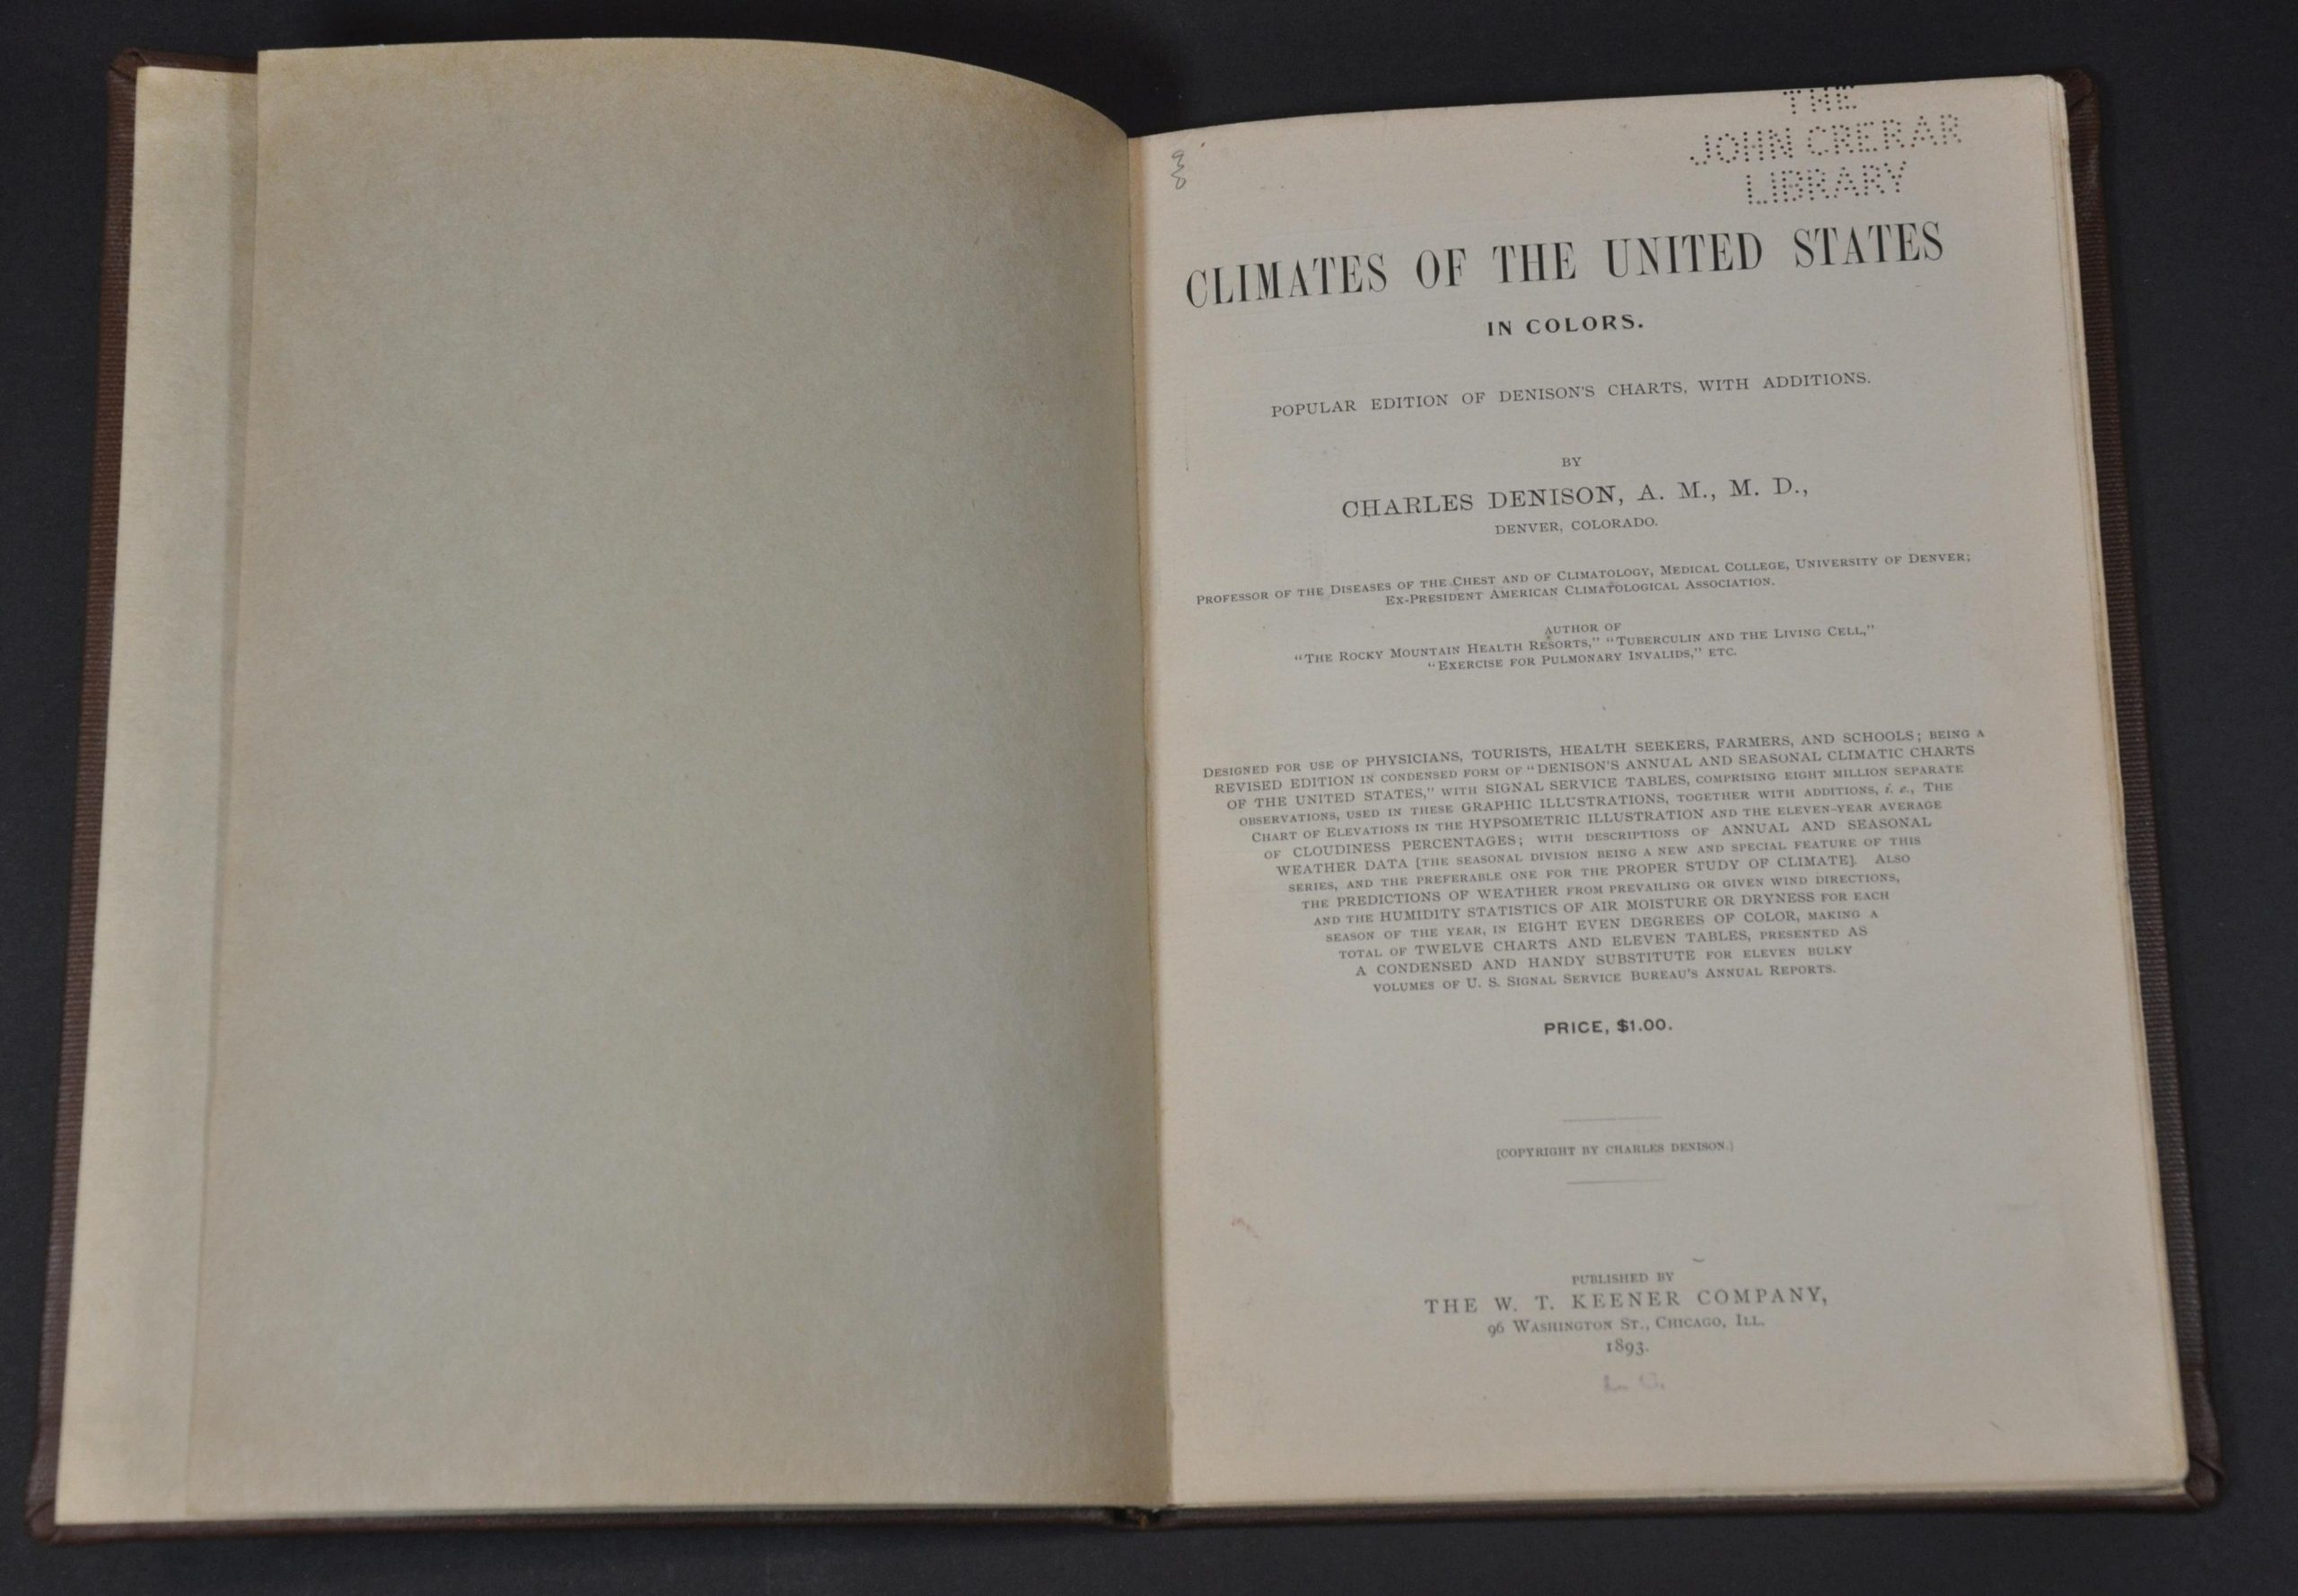 THE
JOHN CRERAR
LIBRARY
CLIMATES OF THE UNITED STATES
IN COLORS.
POPULAR EDITION OF DENISON'S CHARTS, WITH ADDITIONS.
BY
CHARLES DENISON, A. M., M. D.,
DENVER, COLORADO.
PROFESSOR OF THE DISEASES OF THE CHEST AND OF CLIMATOLOGY, MEDICAL COLLEGE, UNIVERSITY OF DENVER;
EX-PRESIDENT AMERICAN CLIMATOLOGICAL ASSOCIATION.
AUTHOR OF
"THE ROCKY MOUNTAIN HEALTH RESORTS," "TUBERCULIN AND THE LIVING CELL,"
"EXERCISE FOR PULMONARY INVALIDS," ETC.
DESIGNED FOR USE OF PHYSICIANS, TOURISTS, HEALTH SEEKERS, FARMERS, AND SCHOOLS; BEING A
REVISED EDITION IN CONDENSED FORM OF "DENISON'S ANNUAL AND SEASONAL CLIMATIC CHARTS
OF THE UNITED STATES," WITH SIGNAL SERVICE TABLES, COMPRISING EIGHT MILLION SEPARATE
OBSERVATIONS, USED IN THESE GRAPHIC ILLUSTRATIONS, TOGETHER WITH ADDITIONS, i. e., THE
CHART OF ELEVATIONS IN THE HYPSOMETRIC ILLUSTRATION AND THE ELEVEN-YEAR AVERAGE
OF CLOUDINESS PERCENTAGES; WITH DESCRIPTIONS OF ANNUAL AND SEASONAL
WEATHER DATA [THE SEASONAL DIVISION BEING A NEW AND SPECIAL FEATURE OF THIS
SERIES, AND THE PREFERABLE ONE FOR THE PROPER STUDY OF CLIMATE]. ALSO
THE PREDICTIONS OF WEATHER FROM PREVAILING OR GIVEN WIND DIRECTIONS,
AND THE HUMIDITY STATISTICS OF AIR MOISTURE OR DRYNESS FOR EACH
SEASON OF THE YEAR, IN EIGHT EVEN DEGREES OF COLOR, MAKING A
TOTAL OF TWELVE CHARTS AND ELEVEN TABLES, PRESENTED AS
A CONDENSED AND HANDY SUBSTITUTE FOR ELEVEN BULKY
VOLUMES OF U. S. SIGNAL SERVICE BUREAU'S ANNUAL REPORTS.
PRICE, $1.00.
[COPYRIGHT BY CHARLES DENISON.]
PUBLISHED BY
THE W. T. KEENER COMPANY,
96 WASHINGTON ST., CHICAGO, ILL.
1893.